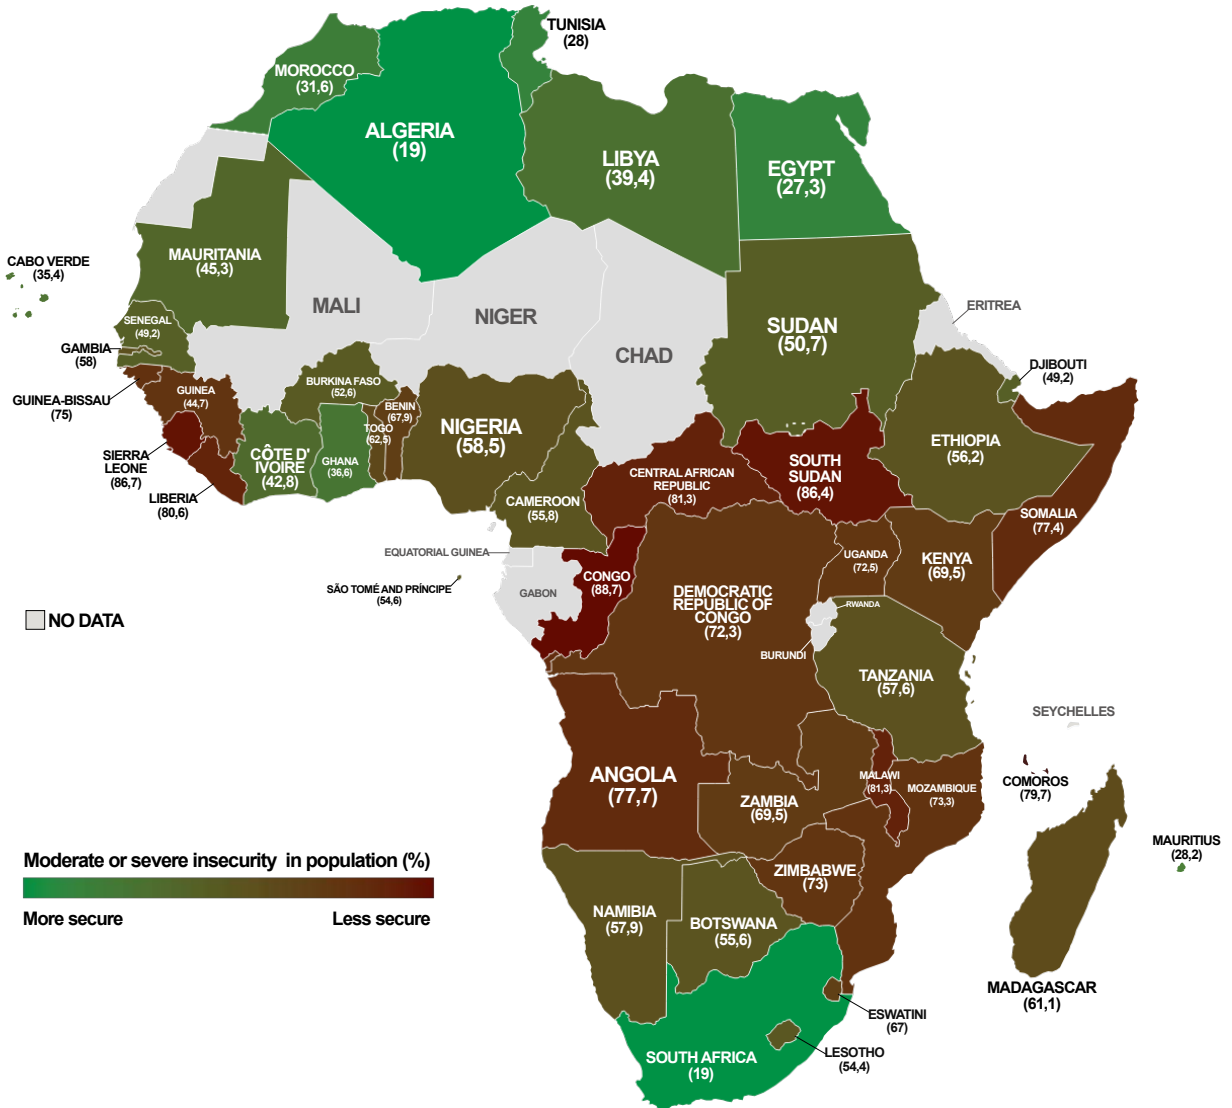 TUNISIA
(28)
MOROCCO
(31,6)
ALGERIA
(19)
LIBYA
(39,4)
EGYPT
(27,3)
MAURITANIA
(45,3)
CABO VERDE
(35,4)
MALI
NIGER
CHAD
SUDAN
(50,7)
ERITREA
SENEGAL
(49,2)
GAMBIA
(58)
DJIBOUTI
(49,2)
GUINEA-BISSAU
(75)
GUINEA
(44,7)
BURKINA FASO
(52,6)
BENIN
(67,9)
TOGO
(62,5)
NIGERIA
(58,5)
ETHIOPIA
(56,2)
SIERRA
LEONE
(86,7)
CÔTE D'
IVOIRE
(42,8)
GHANA
(36,6)
LIBERIA
(80,6)
CENTRAL AFRICAN
REPUBLIC
(81,3)
SOUTH
SUDAN
(86,4)
CAMEROON
(55,8)
SOMALIA
(77,4)
EQUATORIAL GUINEA
UGANDA
(72,5)
KENYA
(69,5)
SÃO TOMÉ AND PRÍNCIPE
(54,6)
GABON
CONGO
(88,7)
DEMOCRATIC
REPUBLIC OF
CONGO
(72,3)
RWANDA
NO DATA
BURUNDI
TANZANIA
(57,6)
SEYCHELLES
ANGOLA
(77,7)
ZAMBIA
(69,5)
MALAWI
(81,3)
MOZAMBIQUE
(73,3)
COMOROS
(79,7)
MAURITIUS
(28,2)
Moderate or severe insecurity in population (%)
More secure
Less secure
ZIMBABWE
(73)
NAMIBIA
(57,9)
BOTSWANA
(55,6)
MADAGASCAR
(61,1)
ESWATINI
(67)
LESOTHO
(54,4)
SOUTH AFRICA
(19)